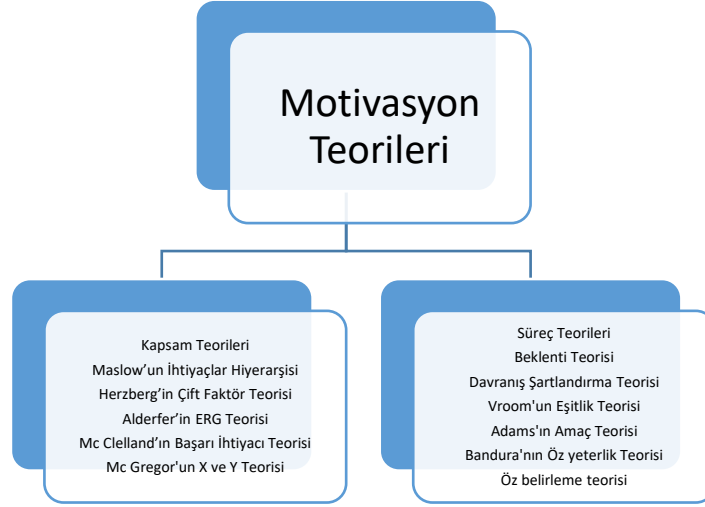 Motivasyon
Teorileri
Kapsam Teorileri
Maslow’un İhtiyaçlar Hiyerarşisi
Herzberg’in Çift Faktör Teorisi
Alderfer’in ERG Teorisi
Mc Clelland’ın Başarı İhtiyacı Teorisi
Mc Gregor'un X ve Y Teorisi
Süreç Teorileri
Beklenti Teorisi
Davranış Şartlandırma Teorisi
Vroom'un Eşitlik Teorisi
Adams'ın Amaç Teorisi
Bandura'nın Öz yeterlik Teorisi
Öz belirleme teorisi